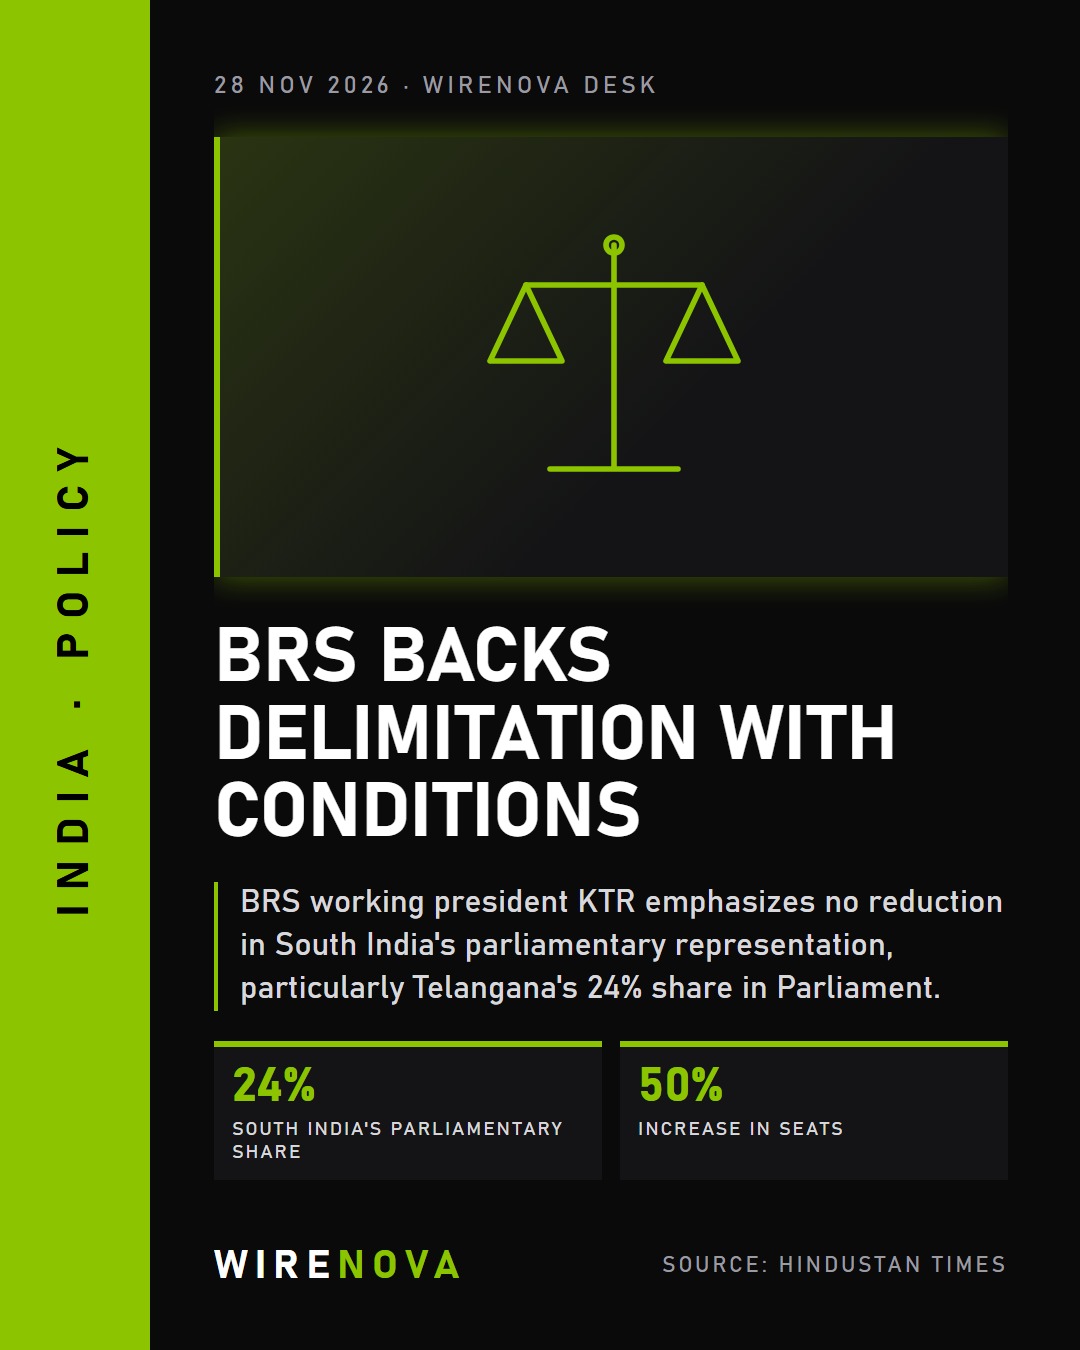 28 NOV 2026 · WIRENOVA DESK
INDIA · POLICY
BRS BACKS
DELIMITATION WITH
CONDITIONS
BRS working president KTR emphasizes no reduction
in South India's parliamentary representation,
particularly Telangana's 24% share in Parliament.
24%
SOUTH INDIA'S PARLIAMENTARY
SHARE
50%
INCREASE IN SEATS
WIRENOVA
SOURCE: HINDUSTAN TIMES